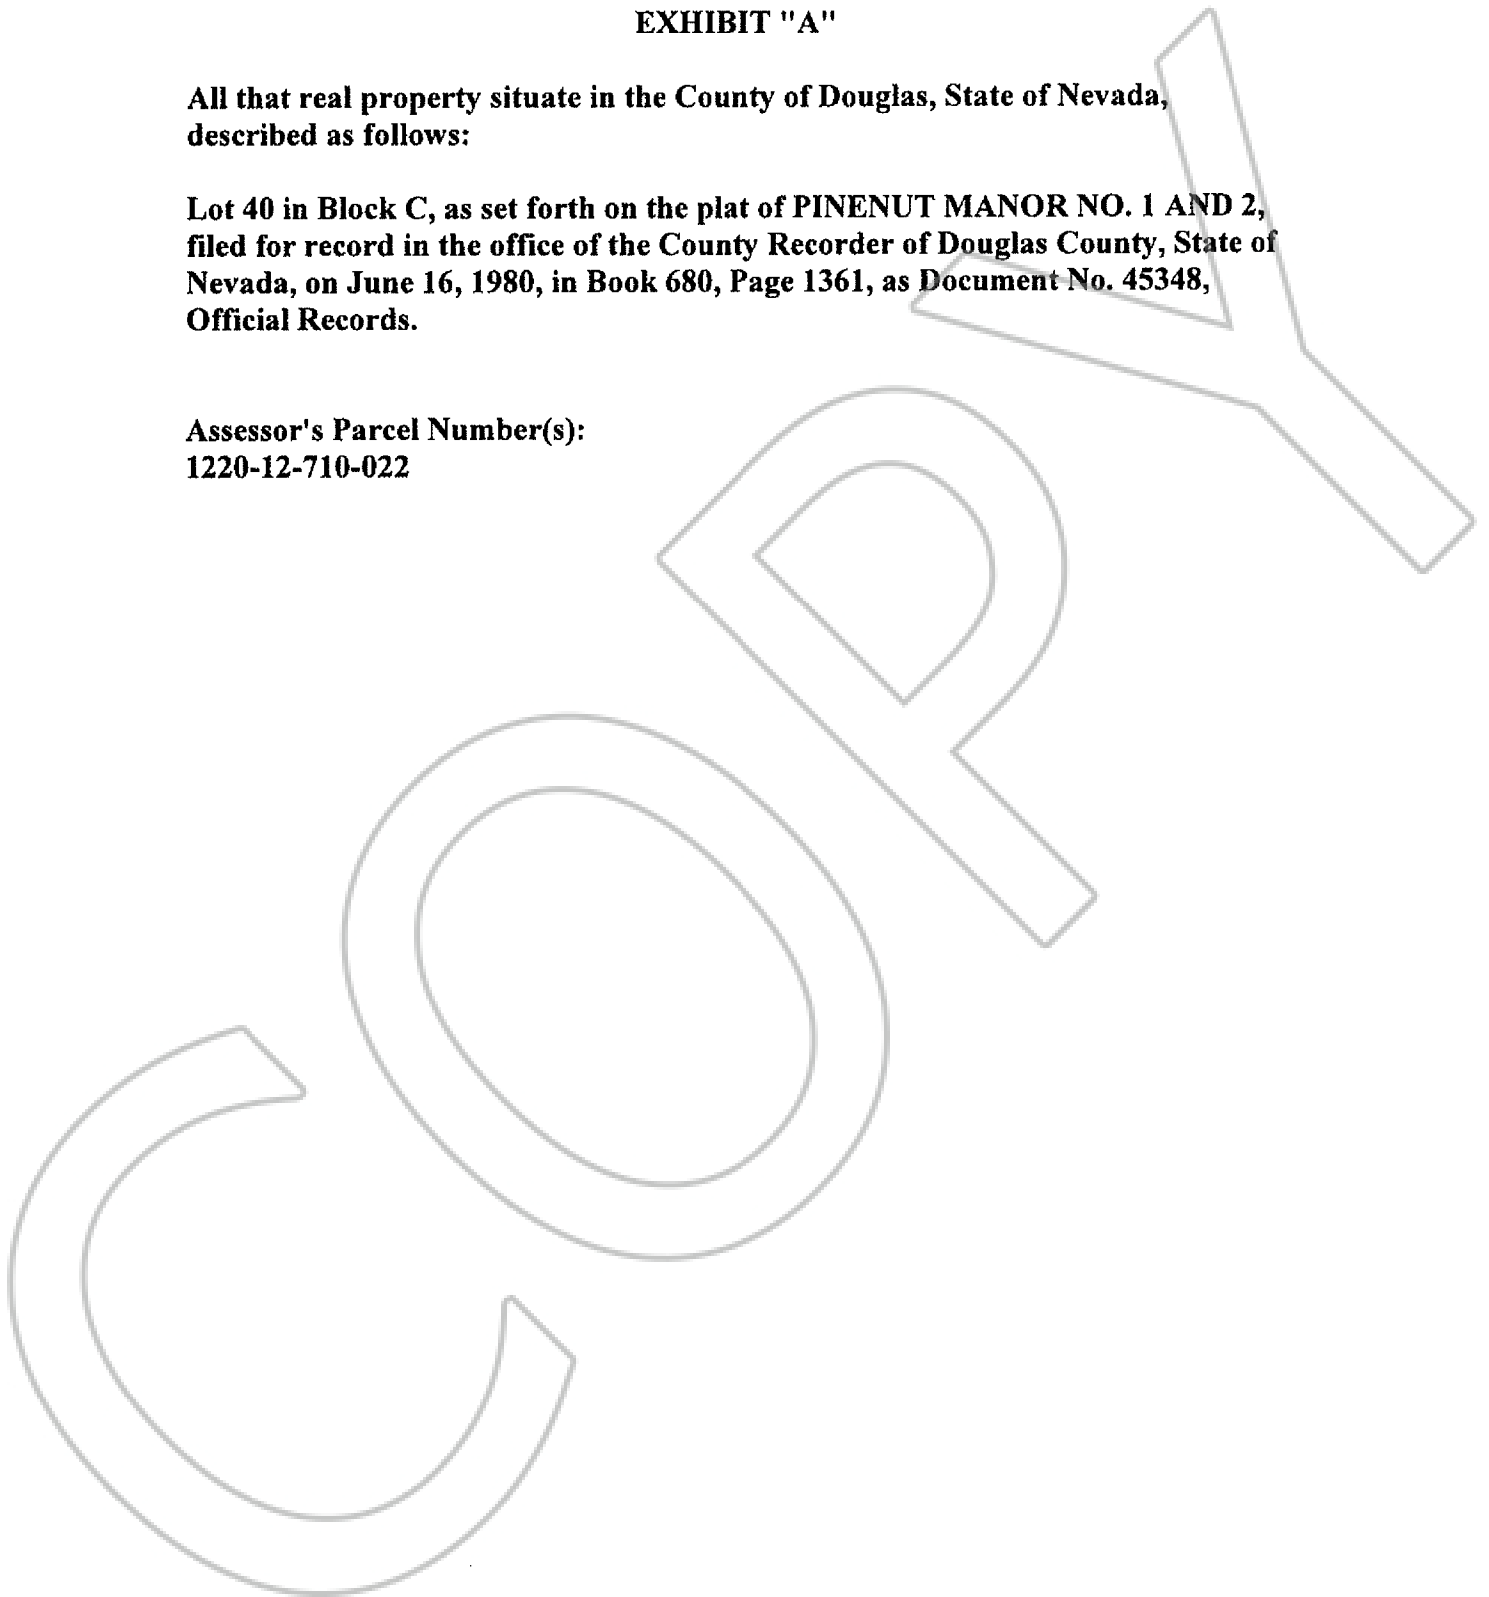 EXHIBIT "A"
All that real property situate in the County of Douglas, State of Nevada,
described as follows:
Lot 40 in Block C, as set forth on the plat of PINENUT MANOR NO. 1 AND 2,
filed for record in the office of the County Recorder of Douglas County, State of
Nevada, on June 16, 1980, in Book 680, Page 1361, as Document No. 45348,
Official Records.
Assessor's Parcel Number(s):
1220-12-710-022
COPY